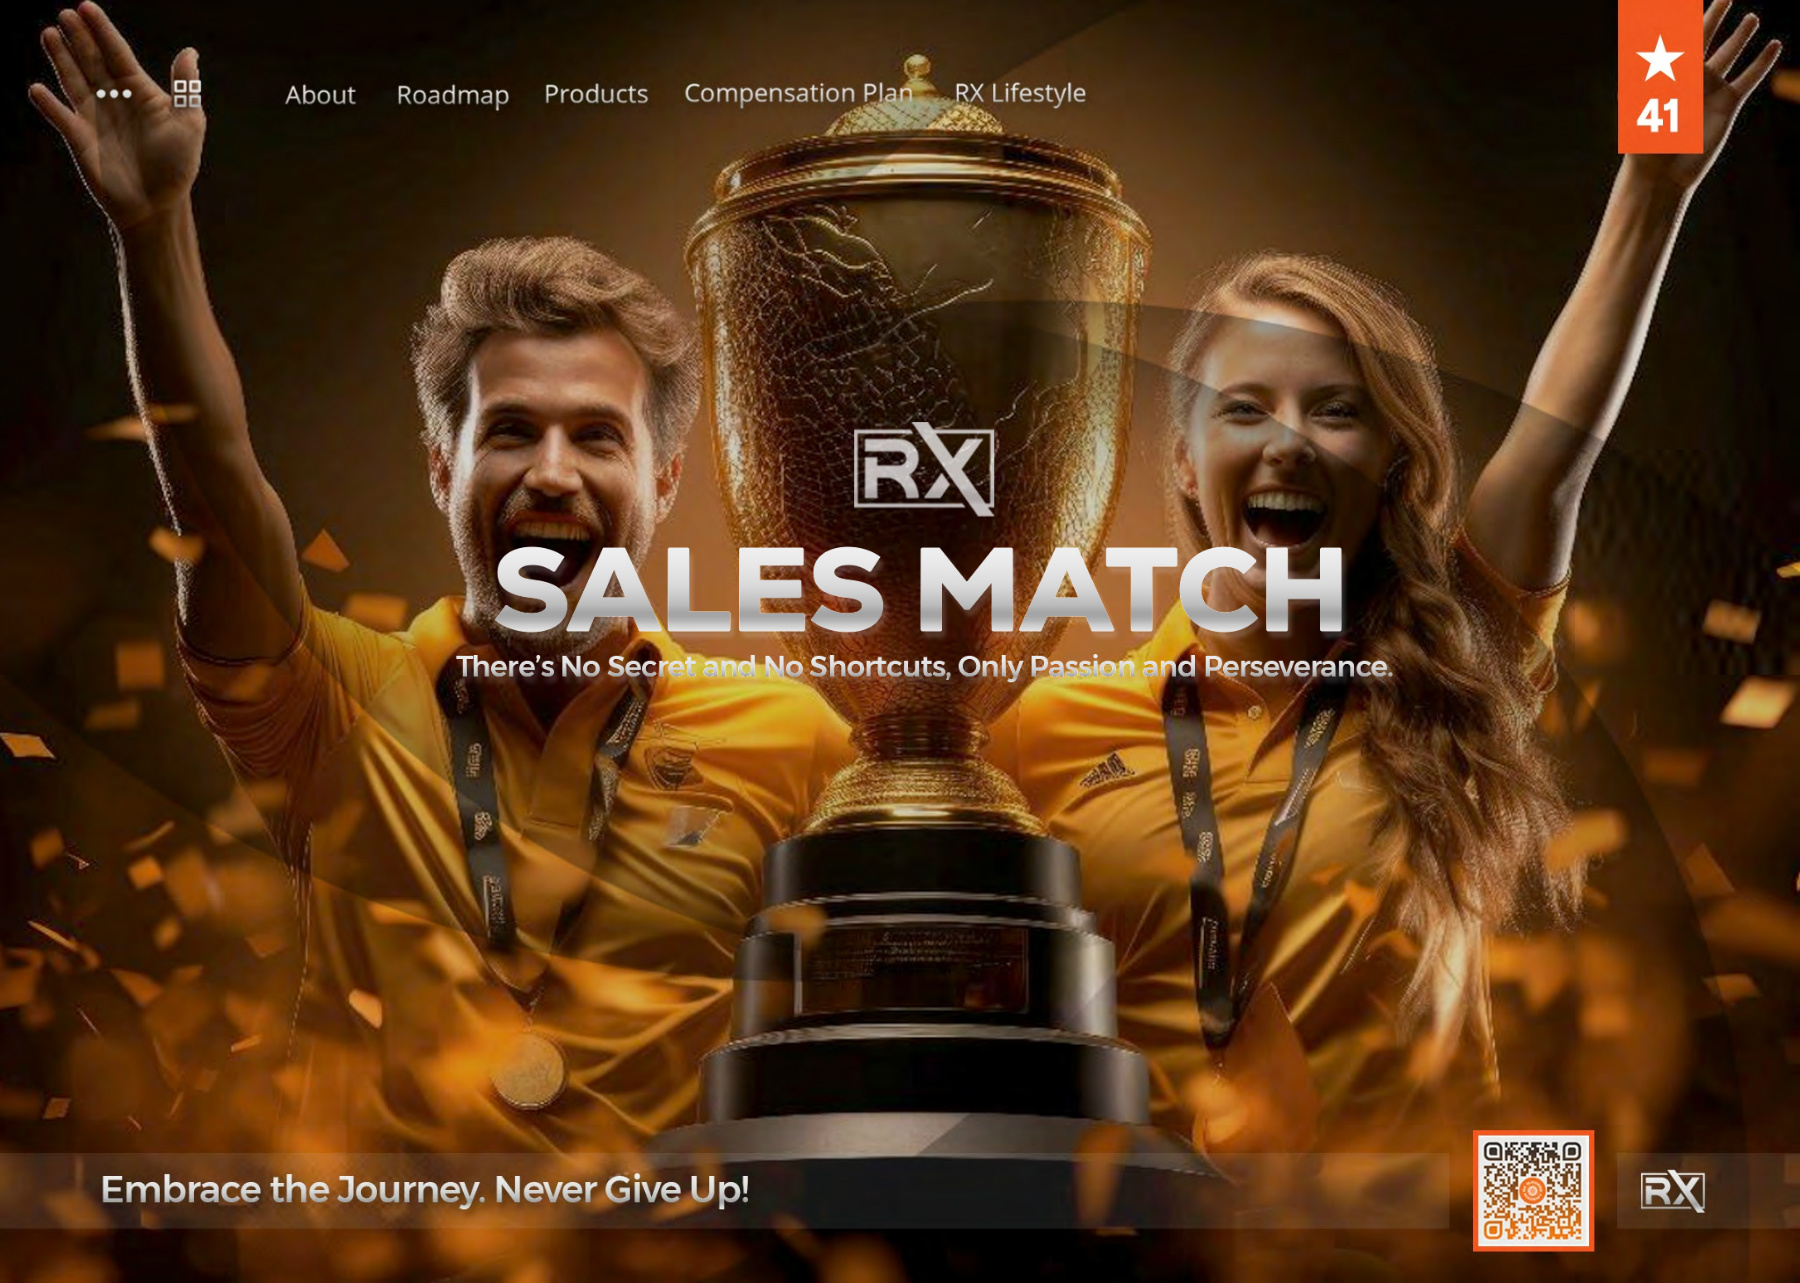 About Roadmap Products Compensation Plan RX Lifestyle
41
RX
SALES MATCH
There's No Secret and No Shortcuts, Only Passion and Perseverance.
Embrace the Journey. Never Give Up!
RX